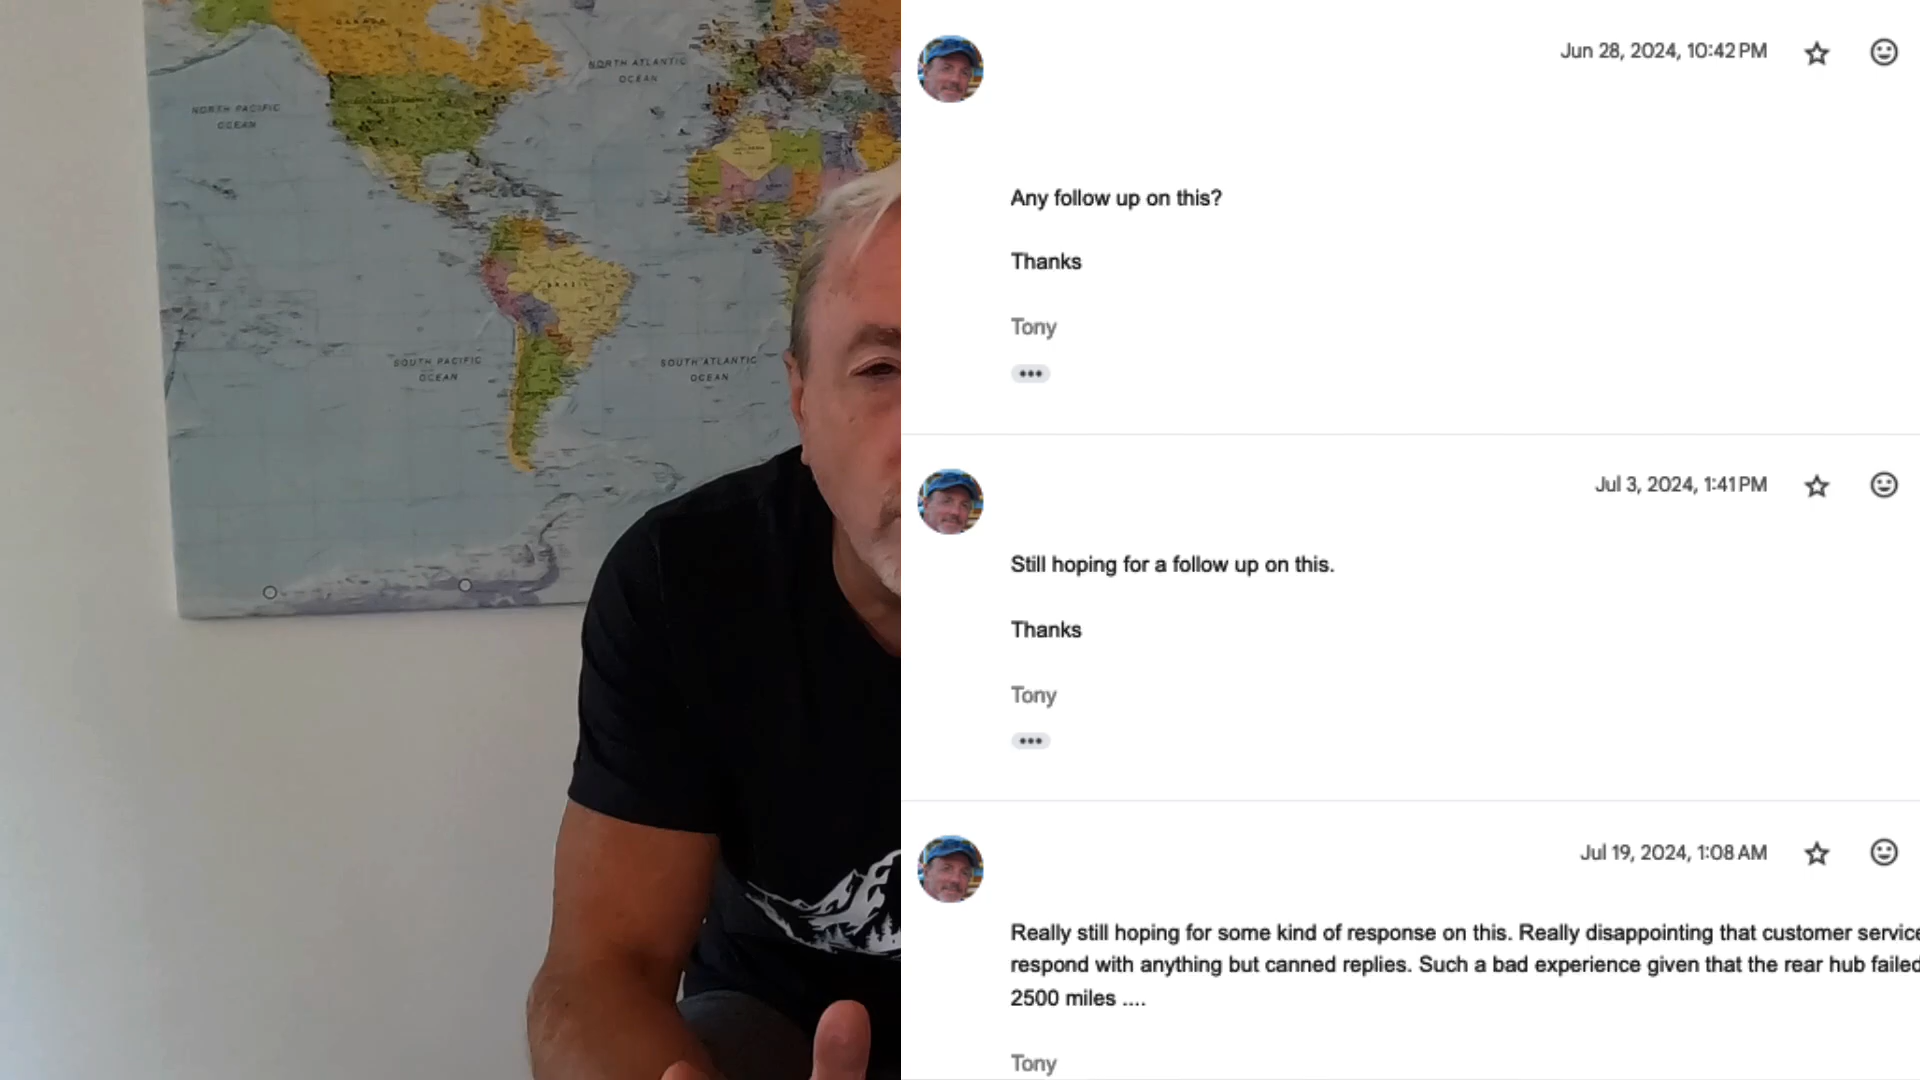 CANADA
NORTH ATLANTIC
OCEAN
NORTH PACIFIC
OCEAN
BRAZIL
SOUTH PACIFIC
OCEAN
SOUTH ATLANTIC
OCEAN
Jun 28, 2024, 10:42 PM
Any follow up on this?
Thanks
Tony
Jul 3, 2024, 1:41 PM
Still hoping for a follow up on this.
Thanks
Tony
Jul 19, 2024, 1:08 AM
Really still hoping for some kind of response on this. Really disappointing that customer service
respond with anything but canned replies. Such a bad experience given that the rear hub failed
2500 miles ....
Tony